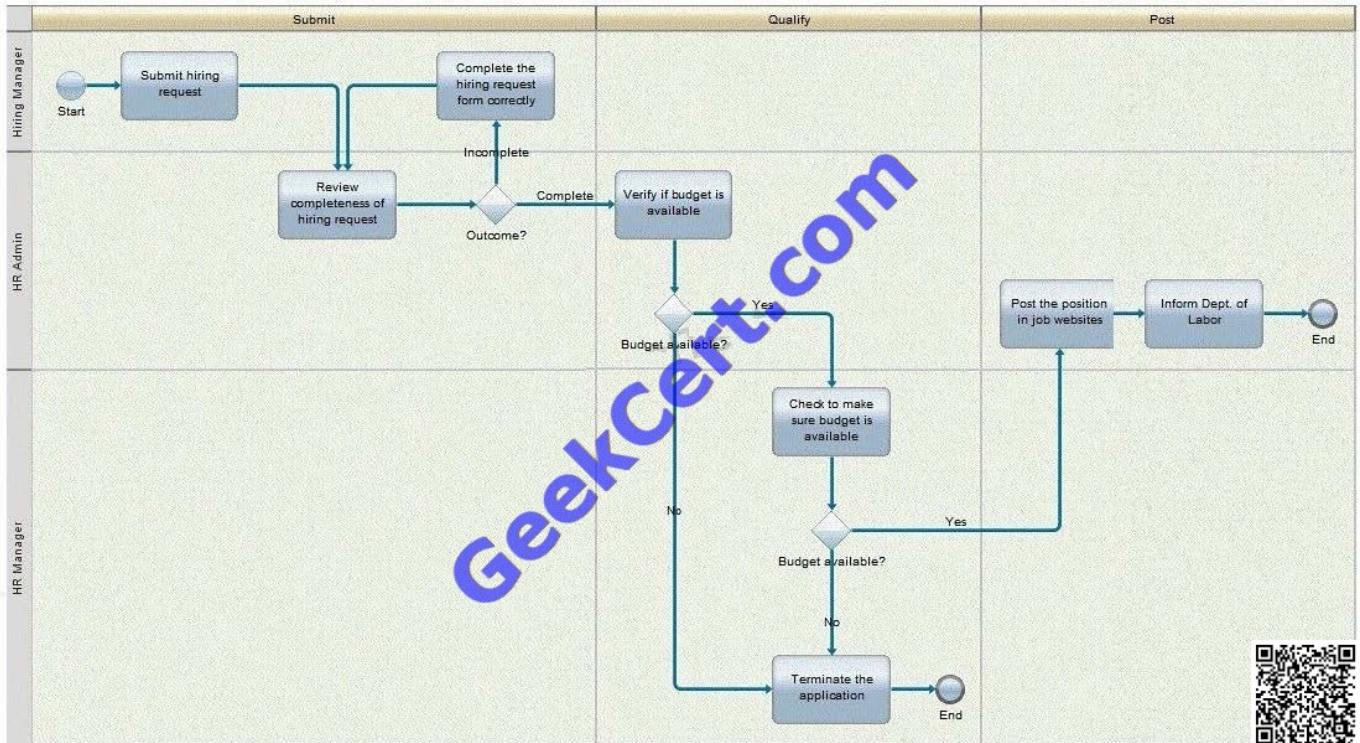 Submit
Qualify
Post
Hiring Manager
Start
Submit hiring
request
Complete the
hiring request
form correctly
Incomplete
HR Admin
Review
completeness of
hiring request
Outcome?
Complete
Verify if budget is
available
Yes
Budget available?
Post the position
in job websites
Inform Dept. of
Labor
End
HR Manager
Check to make
sure budget is
available
No
Yes
Budget available?
No
Terminate the
application
End
GeekCert.com